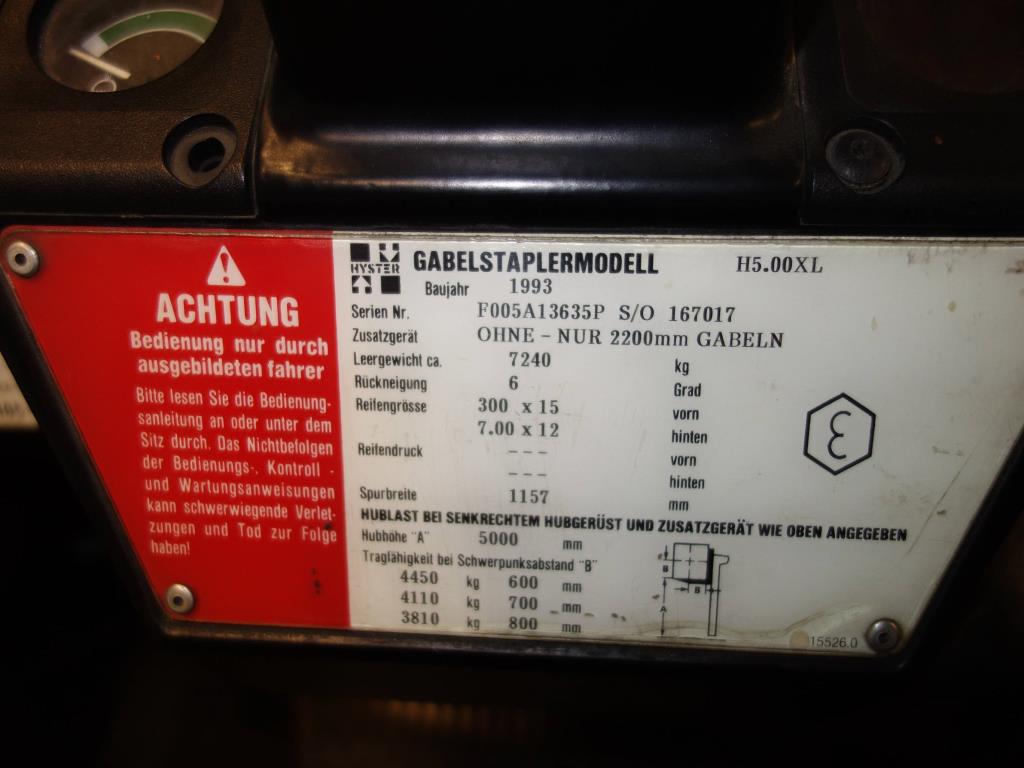 ACHTUNG
Bedienung nur durch
ausgebildeten fahrer
Bitte lesen Sie die Bedienung-
sanleitung an oder unter dem
Sitz durch. Das Nichtbefolgen
der Bedienungs-, Kontroll -
und Wartungsanweisungen
kann schwerwiegende Verlet-
zungen und Tod zur Folge
haben!
HYSTER GABELSTAPLERMODELL H5.00XL
Baujahr 1993
Serien Nr. F005A13635P S/O 167017
Zusatzgerät OHNE - NUR 2200mm GABELN
Leergewicht ca. 7240 kg
Rückneigung 6 Grad
Reifengrösse 300 x 15 vorn
7.00 x 12 hinten
Reifendruck --- vorn
--- hinten
Spurbreite 1157 mm
HUBLAST BEI SENKRECHTEM HUBGERÜST UND ZUSATZGERÄT WIE OBEN ANGEGEBEN
Hubhöhe "A" 5000 mm
Tragfähigkeit bei Schwerpunksabstand "B"
4450 kg 600 mm
4110 kg 700 mm
3810 kg 800 mm
B
B
A
15526.0